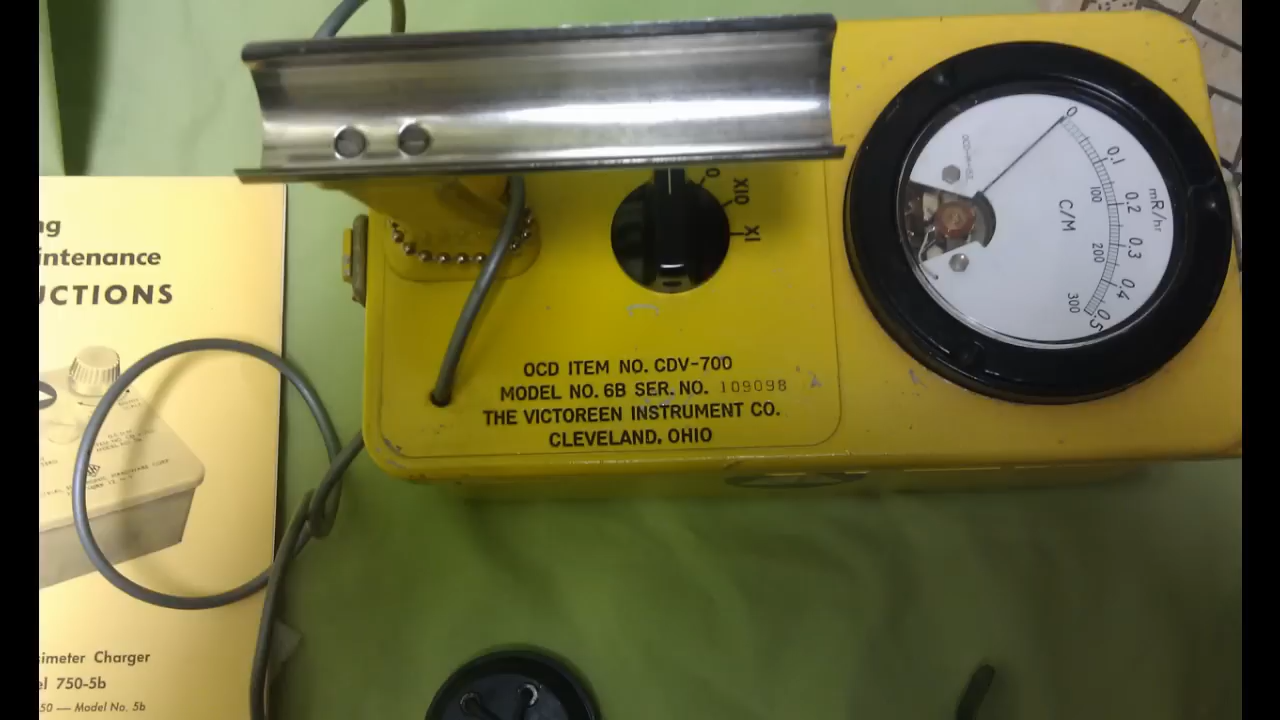 ng
intenance
UCTIONS
imeter Charger
el 750-5b
50 — Model No. 5b
X10
X1
OCD ITEM NO. CDV-700
MODEL NO. 6B SER. NO. 109098
THE VICTOREEN INSTRUMENT CO.
CLEVELAND, OHIO
0
0.1
0.2
0.3
0.4
0.5
mR/hr
100
200
300
C/M